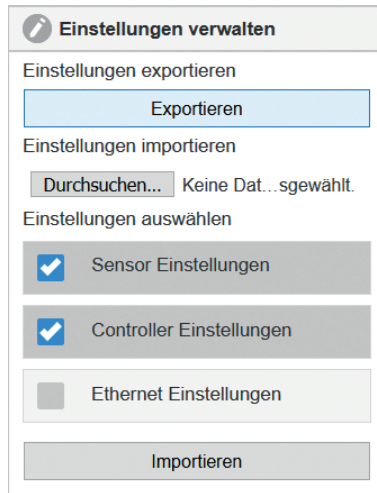 Einstellungen verwalten
Einstellungen exportieren
Exportieren
Einstellungen importieren
Durchsuchen... Keine Dat...sgewählt.
Einstellungen auswählen
Sensor Einstellungen
Controller Einstellungen
Ethernet Einstellungen
Importieren